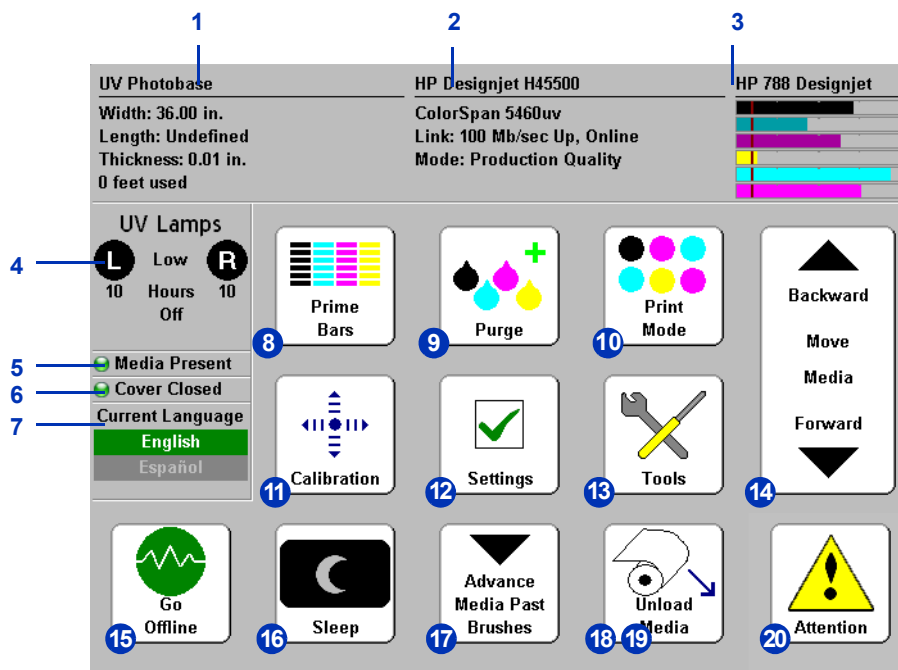 1
2
3
UV Photobase
Width: 36.00 in.
Length: Undefined
Thickness: 0.01 in.
0 feet used
HP Designjet H45500
ColorSpan 5460uv
Link: 100 Mb/sec Up, Online
Mode: Production Quality
HP 788 Designjet
4
UV Lamps
L Low R
10 Hours 10
Off
5
Media Present
6
Cover Closed
7
Current Language
English
Español
Prime
Bars
8
Purge
9
Print
Mode
10
Backward
Move
Media
Forward
14
Calibration
11
Settings
12
Tools
13
Go
Offline
15
Sleep
16
Advance
Media Past
Brushes
17
Unload
Media
18 19
Attention
20